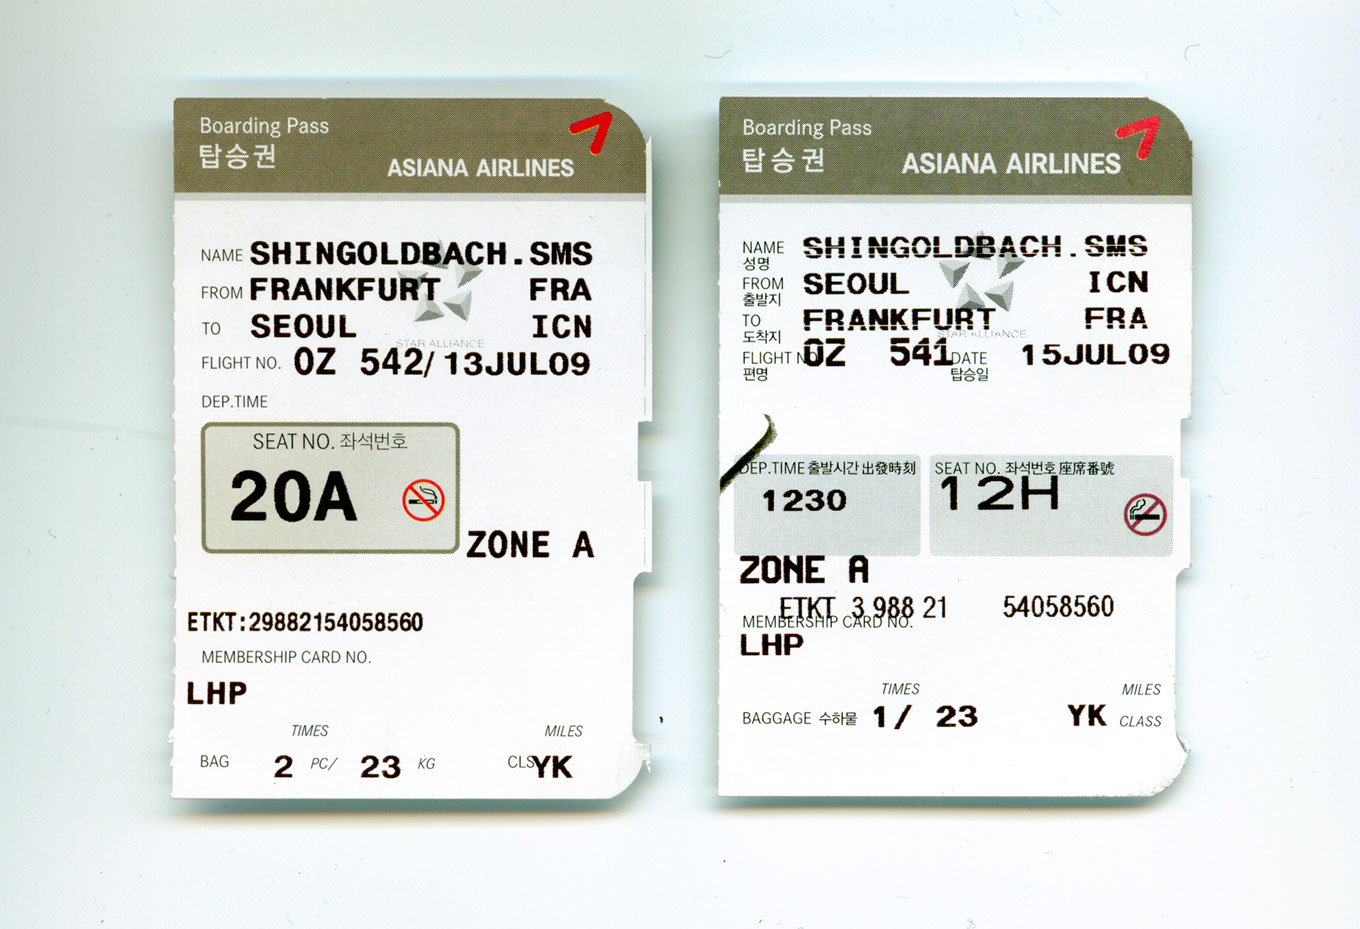 Boarding Pass
탑승권
ASIANA AIRLINES
NAME SHINGOLDBACH.SMS
FROM FRANKFURT FRA
TO SEOUL ICN
STAR ALLIANCE
FLIGHT NO. OZ 542/ 13JUL09
DEP.TIME
SEAT NO. 좌석번호
20A
ZONE A
ETKT:29882154058560
MEMBERSHIP CARD NO.
LHP
TIMES MILES
BAG 2 PC/ 23 KG CLS YK
Boarding Pass
탑승권
ASIANA AIRLINES
NAME SHINGOLDBACH.SMS
성명
FROM SEOUL ICN
출발지
TO FRANKFURT FRA
도착지
STAR ALLIANCE
FLIGHT NO. OZ 541 DATE 15JUL09
편명 탑승일
DEP.TIME 출발시간 出發時刻 SEAT NO. 좌석번호 座席番號
1230 12H
ZONE A
ETKT 3 988 21 54058560
MEMBERSHIP CARD NO.
LHP
TIMES MILES
BAGGAGE 수하물 1/ 23 YK CLASS